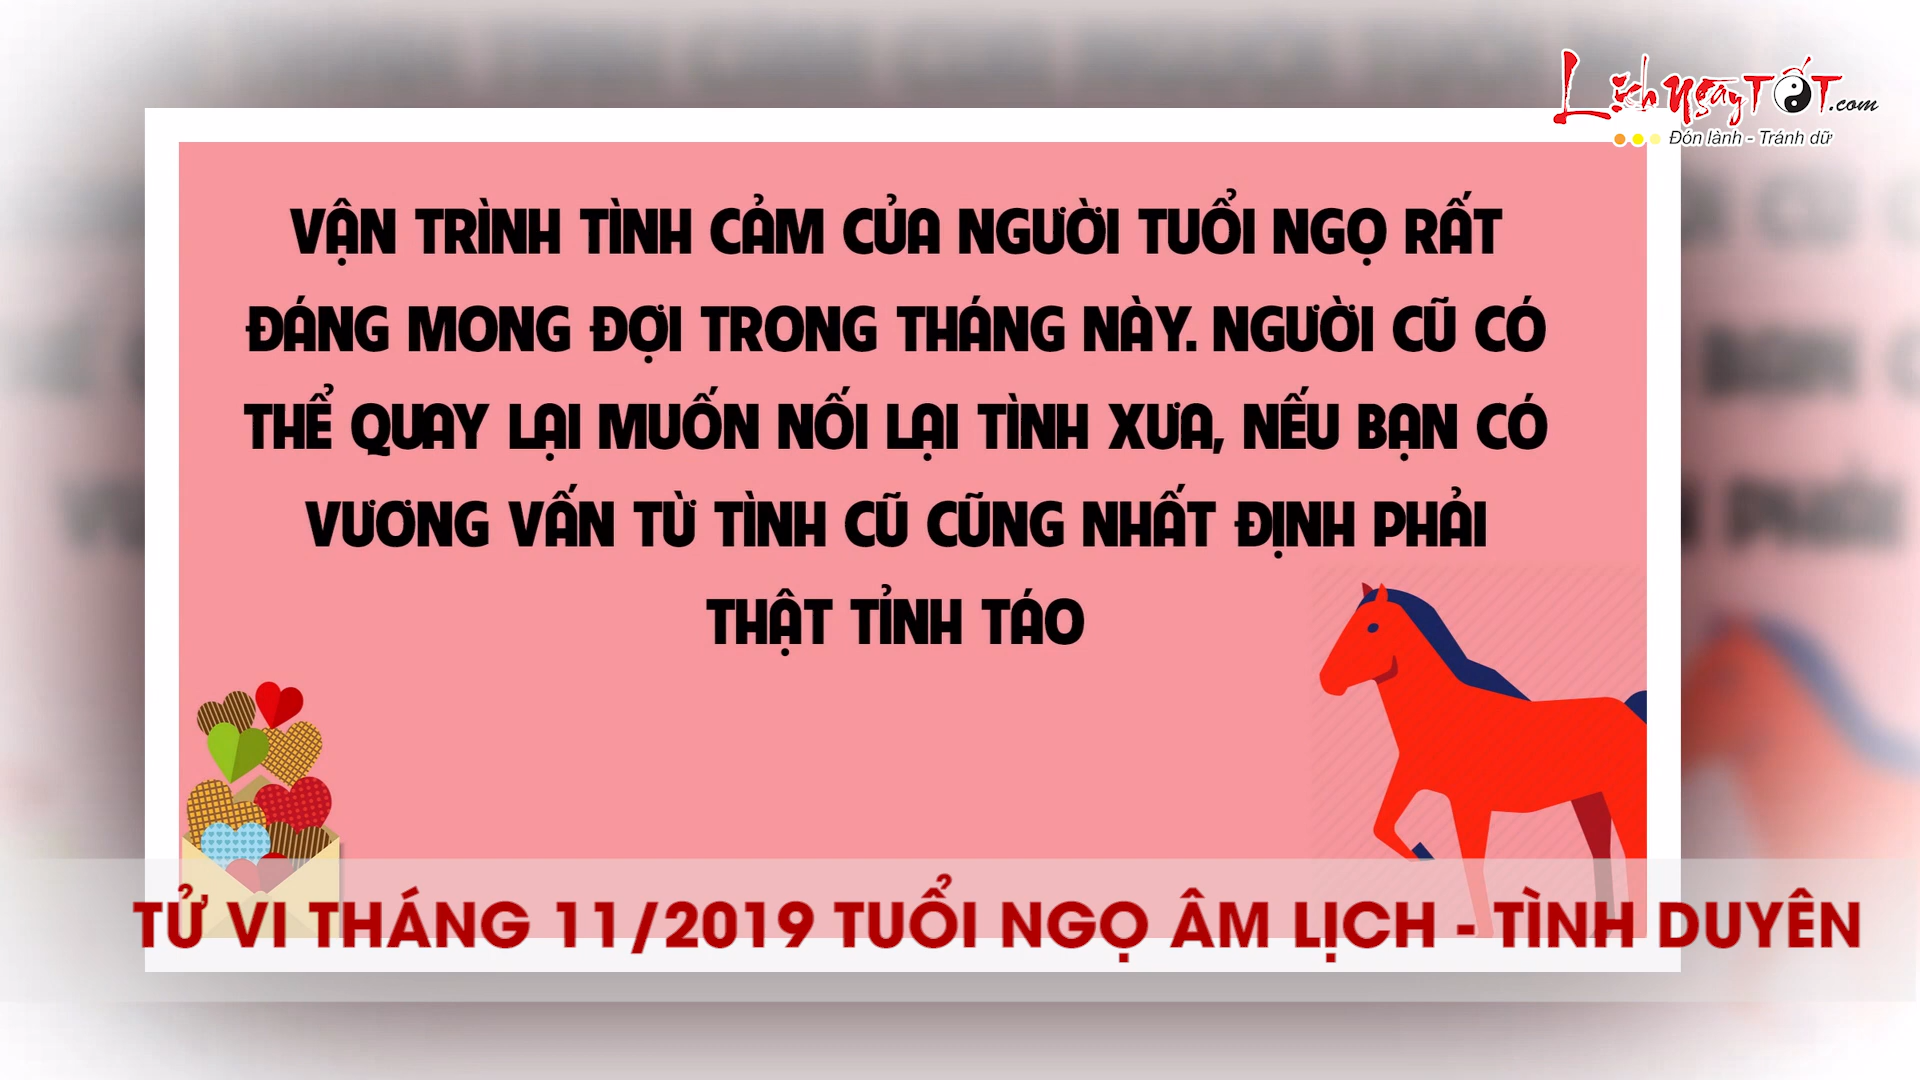 Lịch Ngày TỐT.com
Đón lành - Tránh dữ
VẬN TRÌNH TÌNH CẢM CỦA NGƯỜI TUỔI NGỌ RẤT
ĐÁNG MONG ĐỢI TRONG THÁNG NÀY. NGƯỜI CŨ CÓ
THỂ QUAY LẠI MUỐN NỐI LẠI TÌNH XƯA, NẾU BẠN CÓ
VƯƠNG VẤN TỪ TÌNH CŨ CŨNG NHẤT ĐỊNH PHẢI
THẬT TỈNH TÁO
TỬ VI THÁNG 11/2019 TUỔI NGỌ ÂM LỊCH - TÌNH DUYÊN